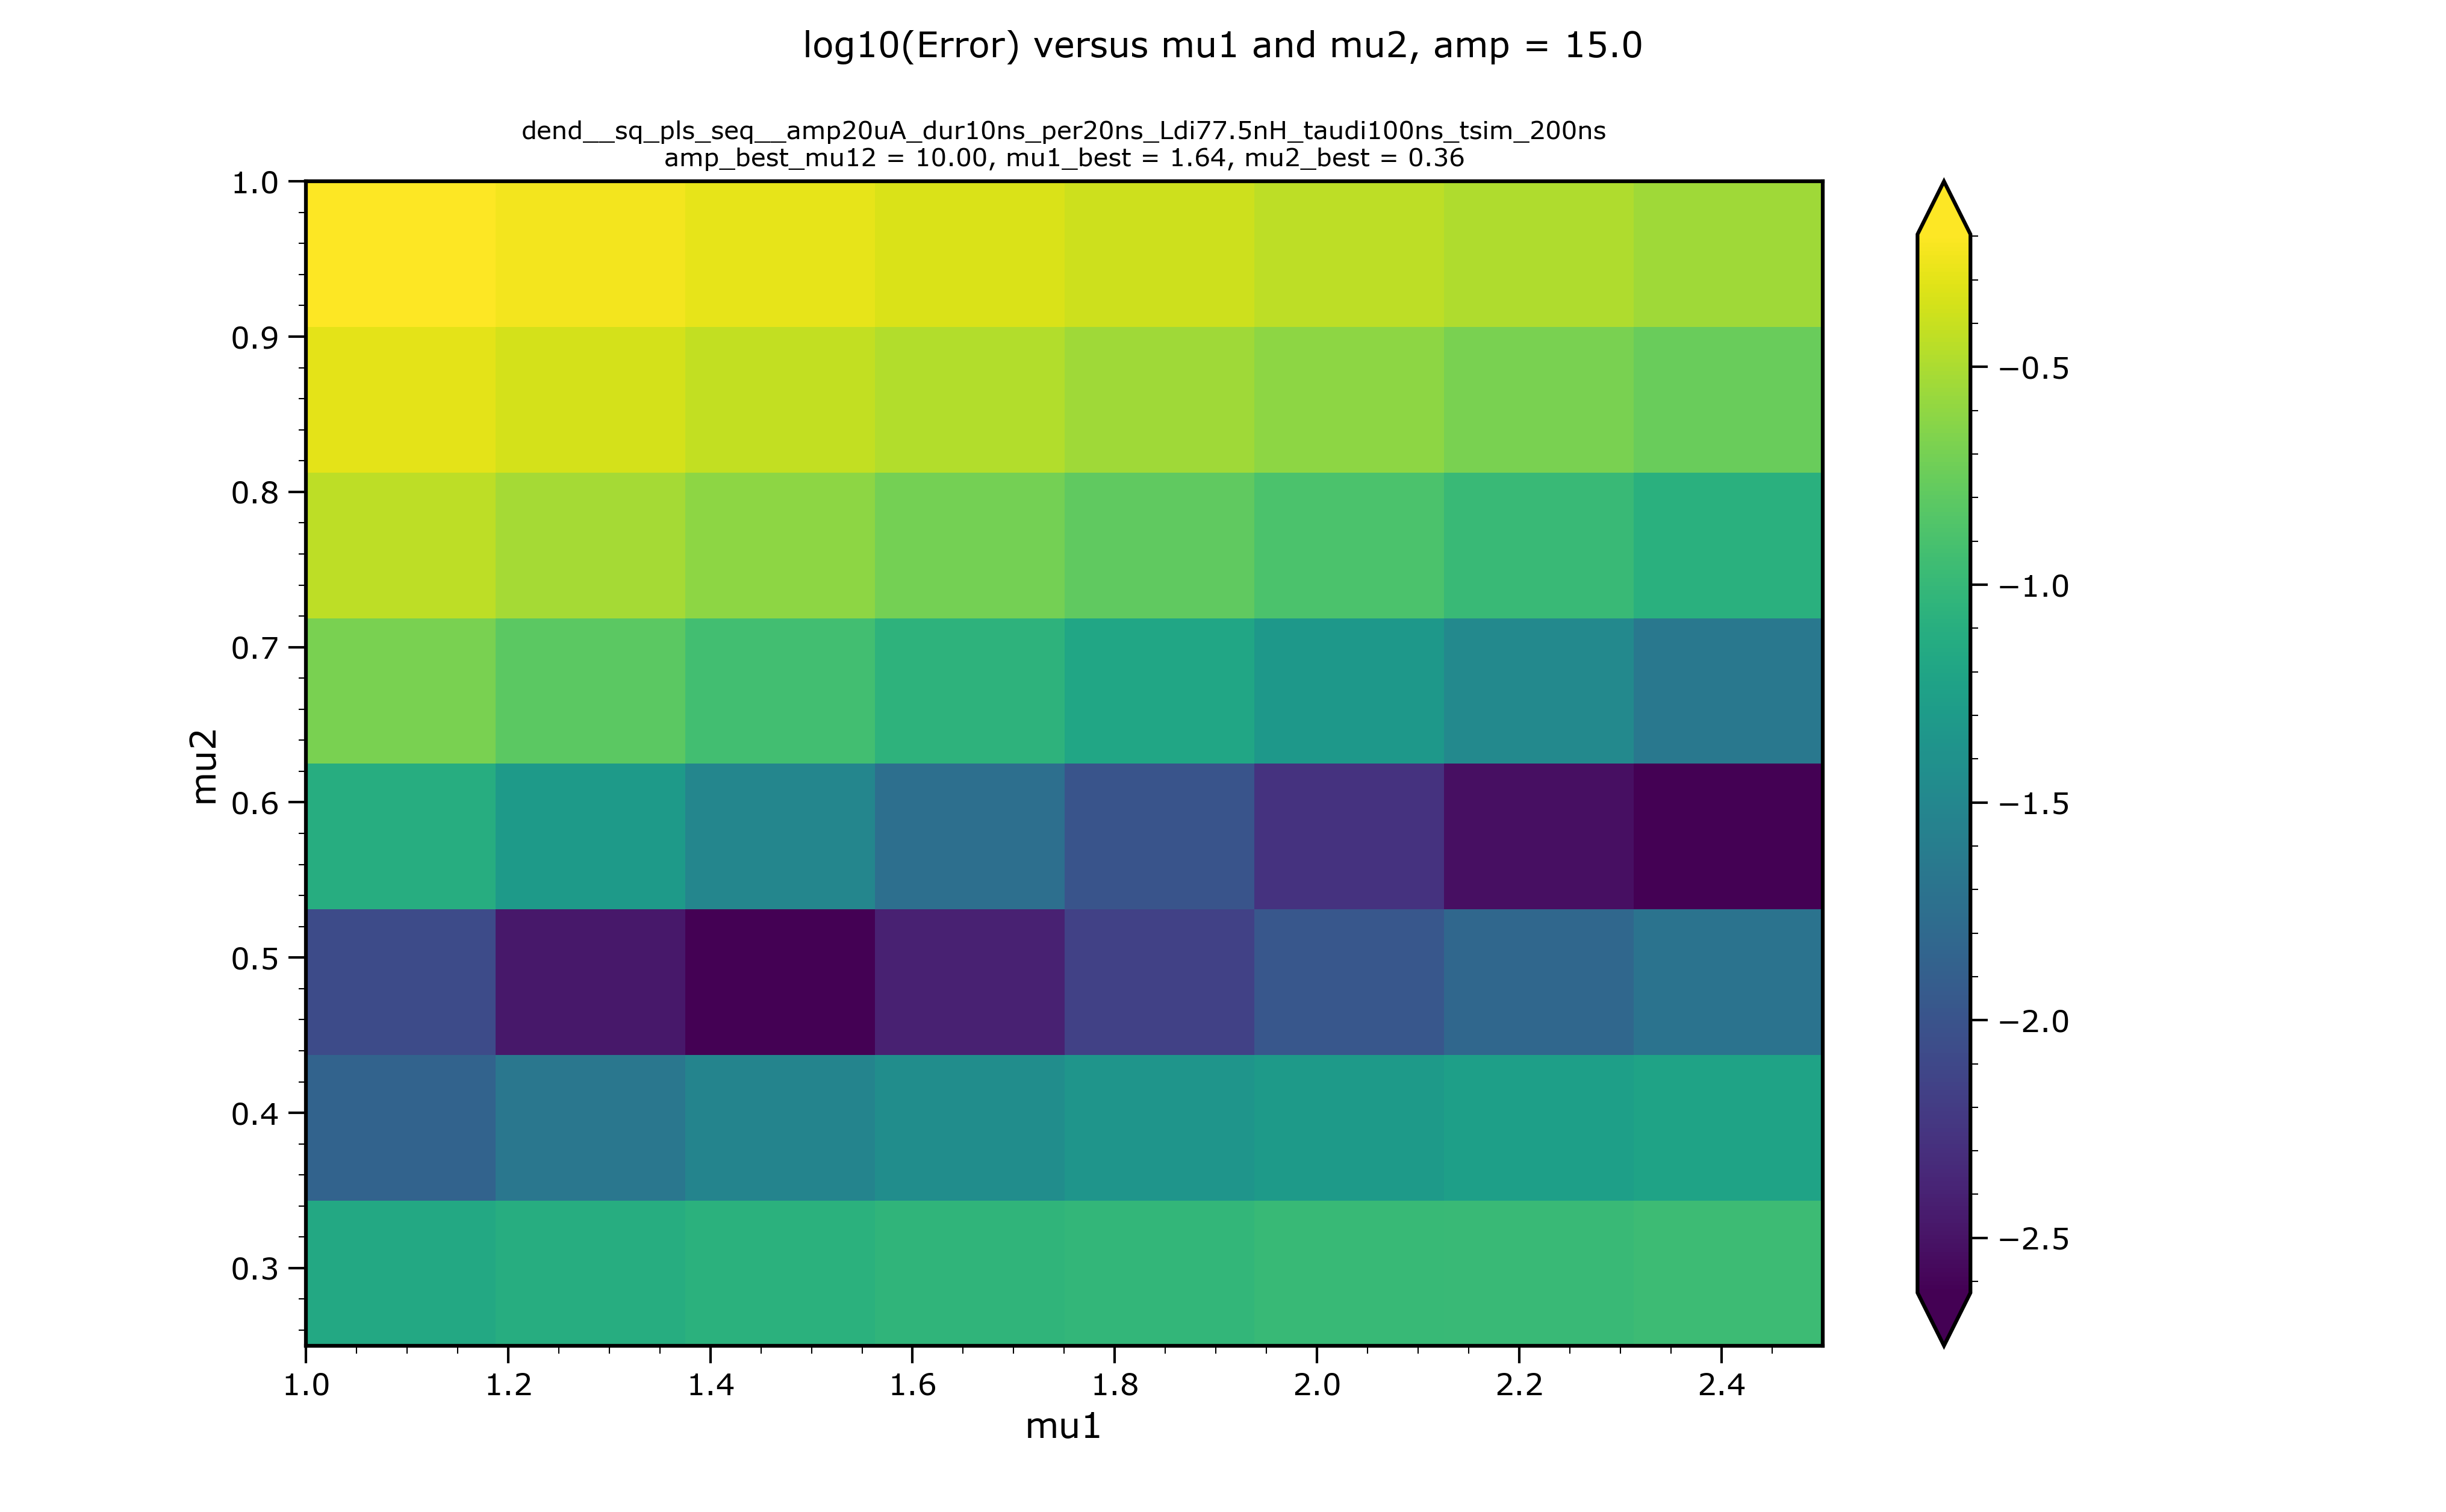 log10(Error) versus mu1 and mu2, amp = 15.0
dend__sq_pls_seq__amp20uA_dur10ns_per20ns_Ldi77.5nH_taudi100ns_tsim_200ns
amp_best_mu12 = 10.00, mu1_best = 1.64, mu2_best = 0.36
1.0
0.9
0.8
0.7
0.6
0.5
0.4
0.3
mu2
1.0 1.2 1.4 1.6 1.8 2.0 2.2 2.4
mu1
−0.5
−1.0
−1.5
−2.0
−2.5